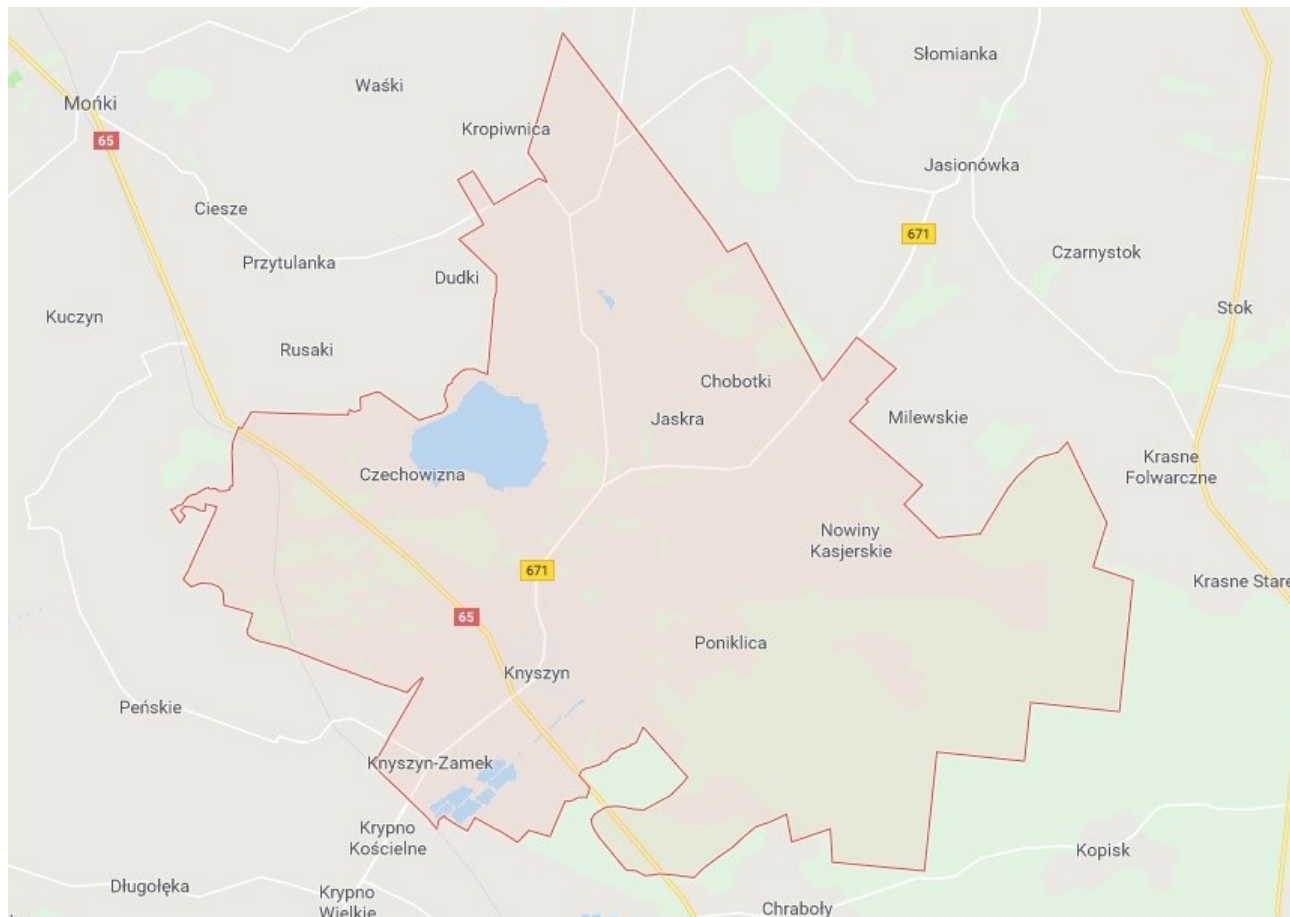 Słomianka
Waśki
Mońki
Kropiwnica
65
Jasionówka
Ciesze
671
Przytulanka
Czarnystok
Dudki
Kuczyn
Stok
Rusaki
Chobotki
Jaskra
Milewskie
Krasne
Folwarczne
Czechowizna
Nowiny
Kasjerskie
671
Krasne Stare
65
Poniklica
Knyszyn
Peńskie
Knyszyn-Zamek
Krypno
Kościelne
Kopisk
Długołęka
Krypno
Wielkie
Chraboły